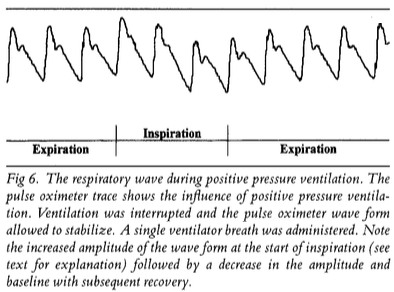 Inspiration
Expiration Expiration
Fig 6. The respiratory wave during positive pressure ventilation. The
pulse oximeter trace shows the influence of positive pressure ventila-
tion. Ventilation was interrupted and the pulse oximeter wave form
allowed to stabilize. A single ventilator breath was administered. Note
the increased amplitude of the wave form at the start of inspiration (see
text for explanation) followed by a decrease in the amplitude and
baseline with subsequent recovery.